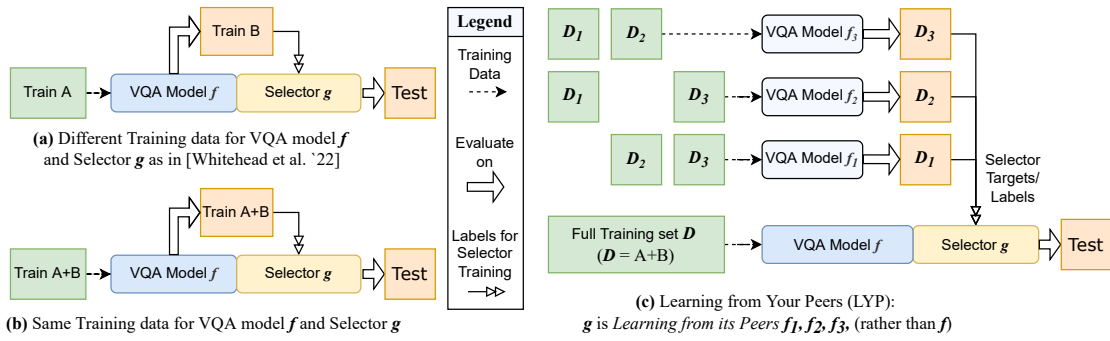 Train B
Train A
VQA Model f
Selector g
Test
(a) Different Training data for VQA model f
and Selector g as in [Whitehead et al. `22]
Train A+B
Train A+B
VQA Model f
Selector g
Test
(b) Same Training data for VQA model f and Selector g
Legend
Training
Data
Evaluate
on
Labels for
Selector
Training
D1
D2
VQA Model f3
D3
D1
D3
VQA Model f2
D2
D2
D3
VQA Model f1
D1
Selector
Targets/
Labels
Full Training set D
(D = A+B)
VQA Model f
Selector g
Test
(c) Learning from Your Peers (LYP):
g is Learning from its Peers f1, f2, f3, (rather than f)